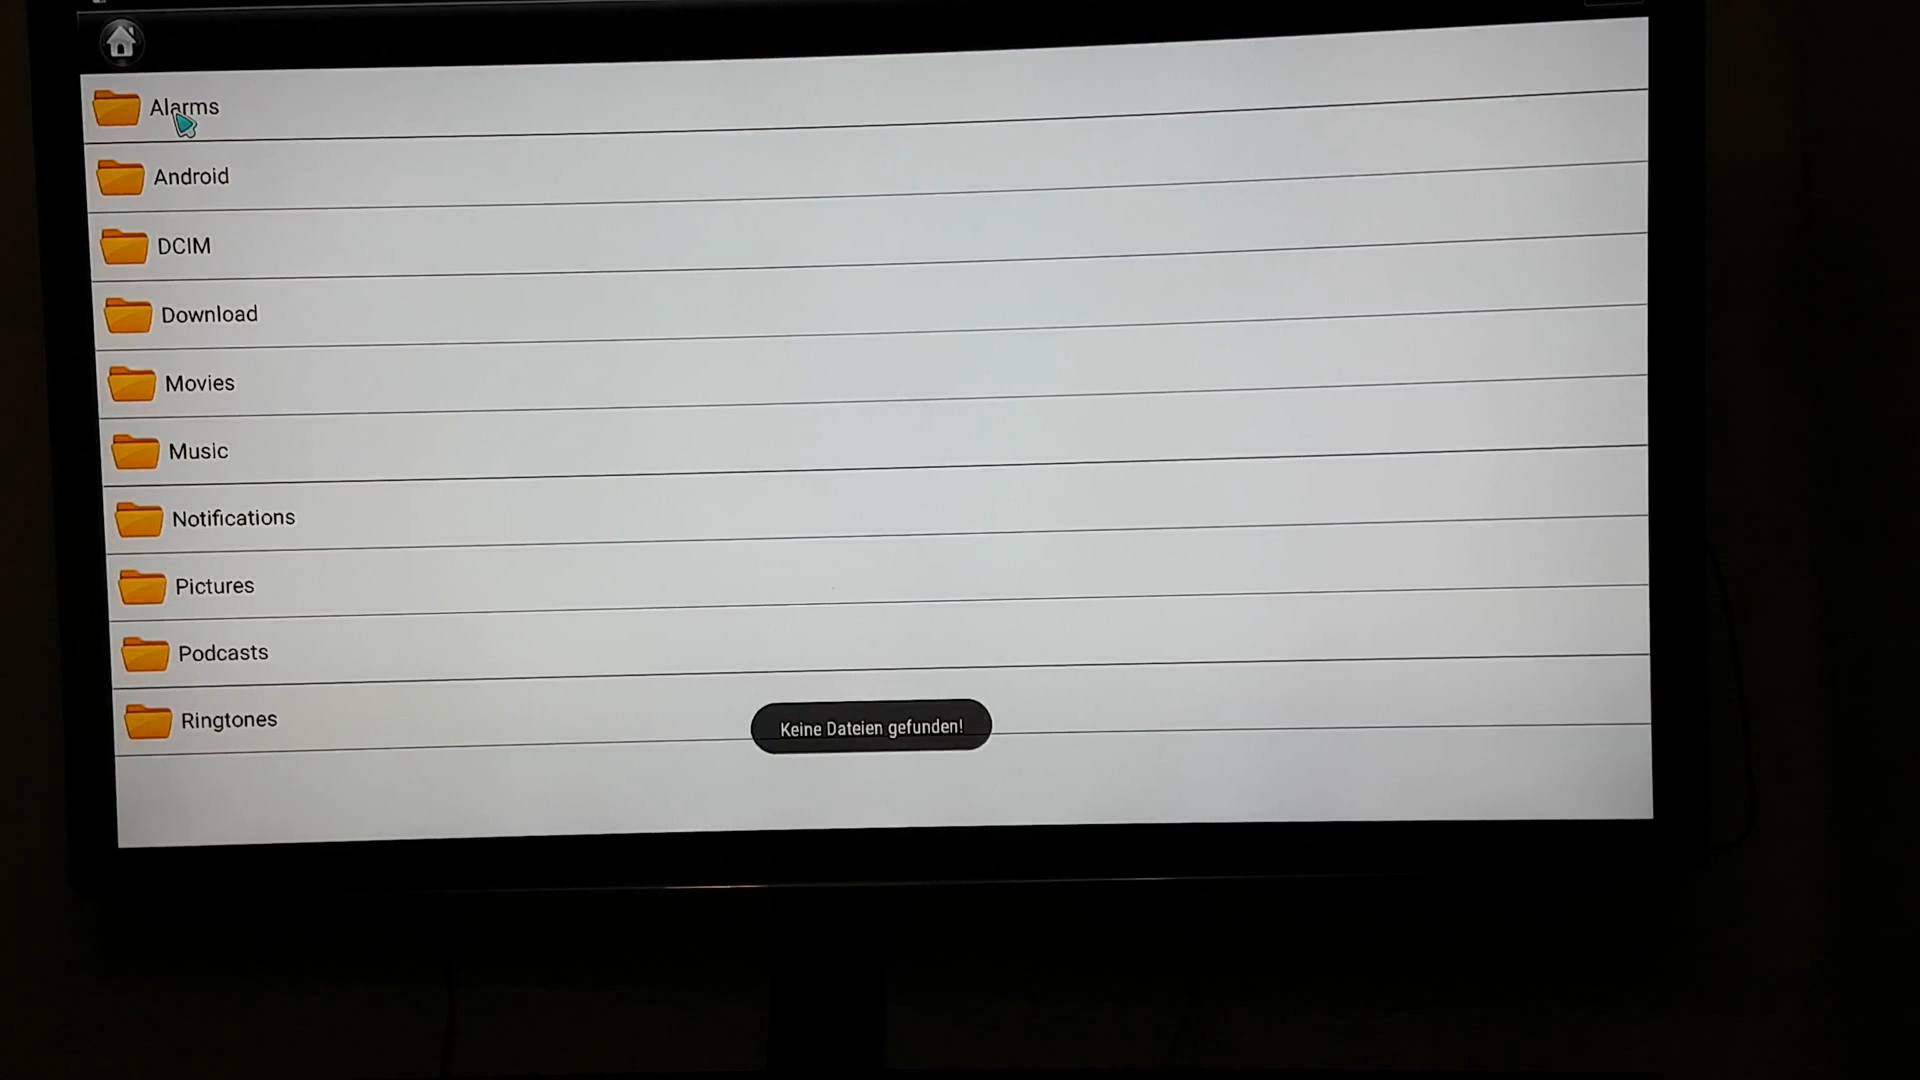 Alarms
Android
DCIM
Download
Movies
Music
Notifications
Pictures
Podcasts
Ringtones
Keine Dateien gefunden!